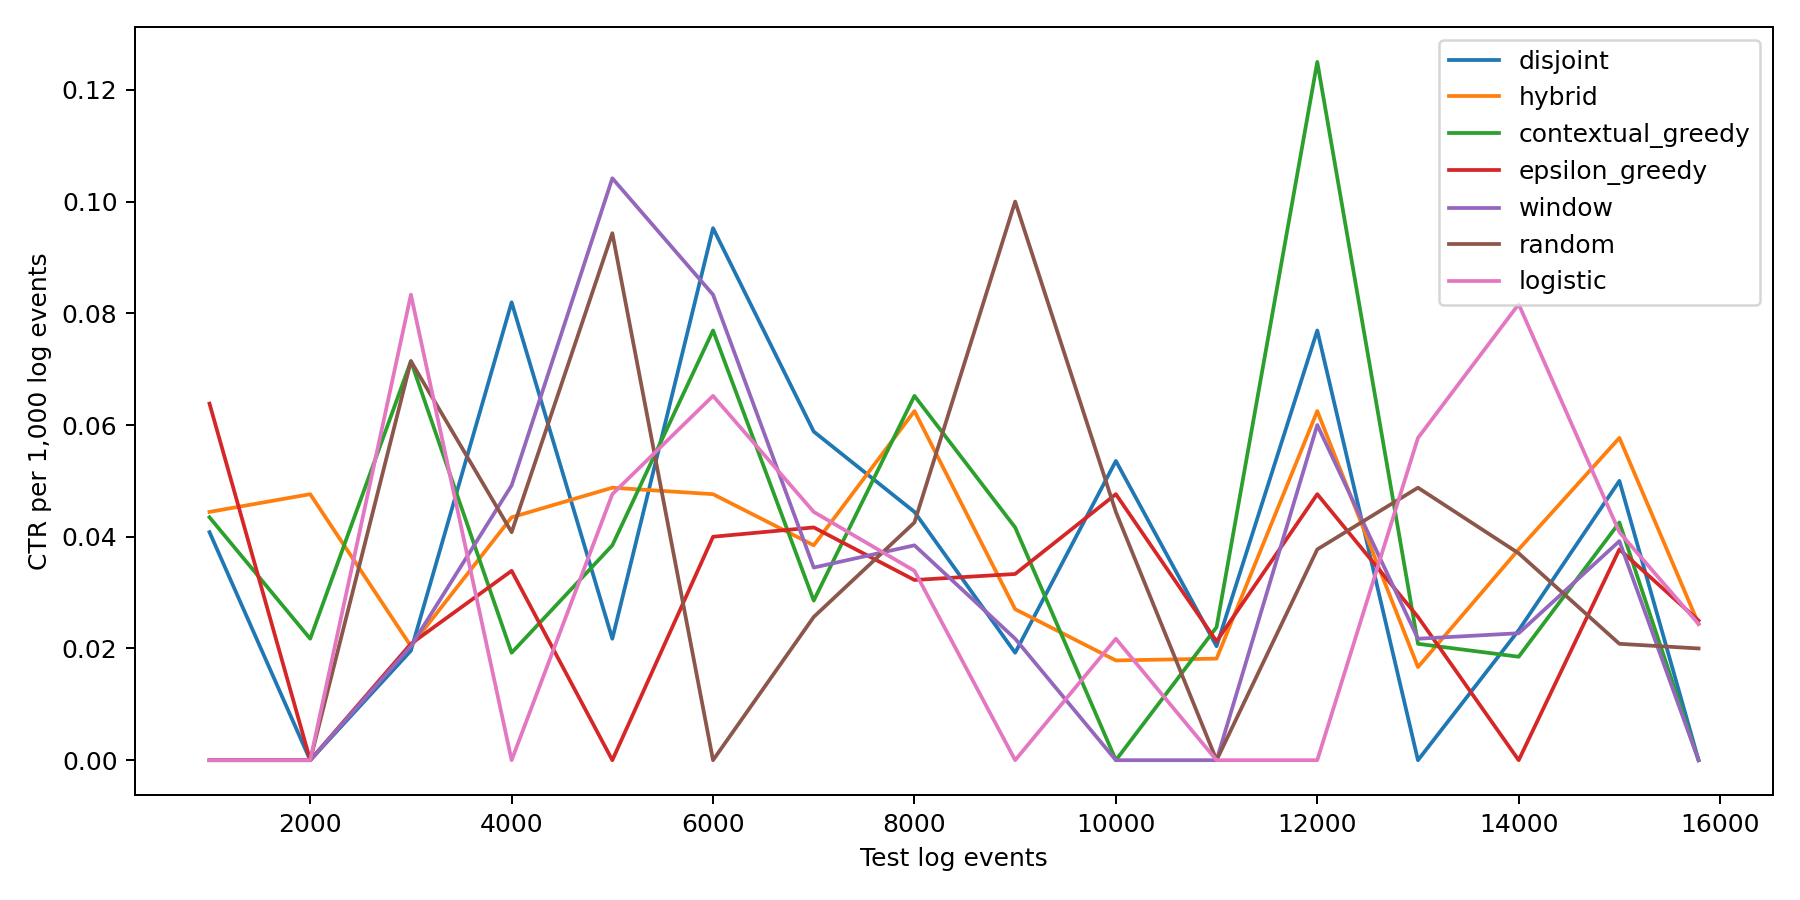 0.12
0.10
0.08
0.06
0.04
0.02
0.00
CTR per 1,000 log events
disjoint
hybrid
contextual_greedy
epsilon_greedy
window
random
logistic
2000 4000 6000 8000 10000 12000 14000 16000
Test log events